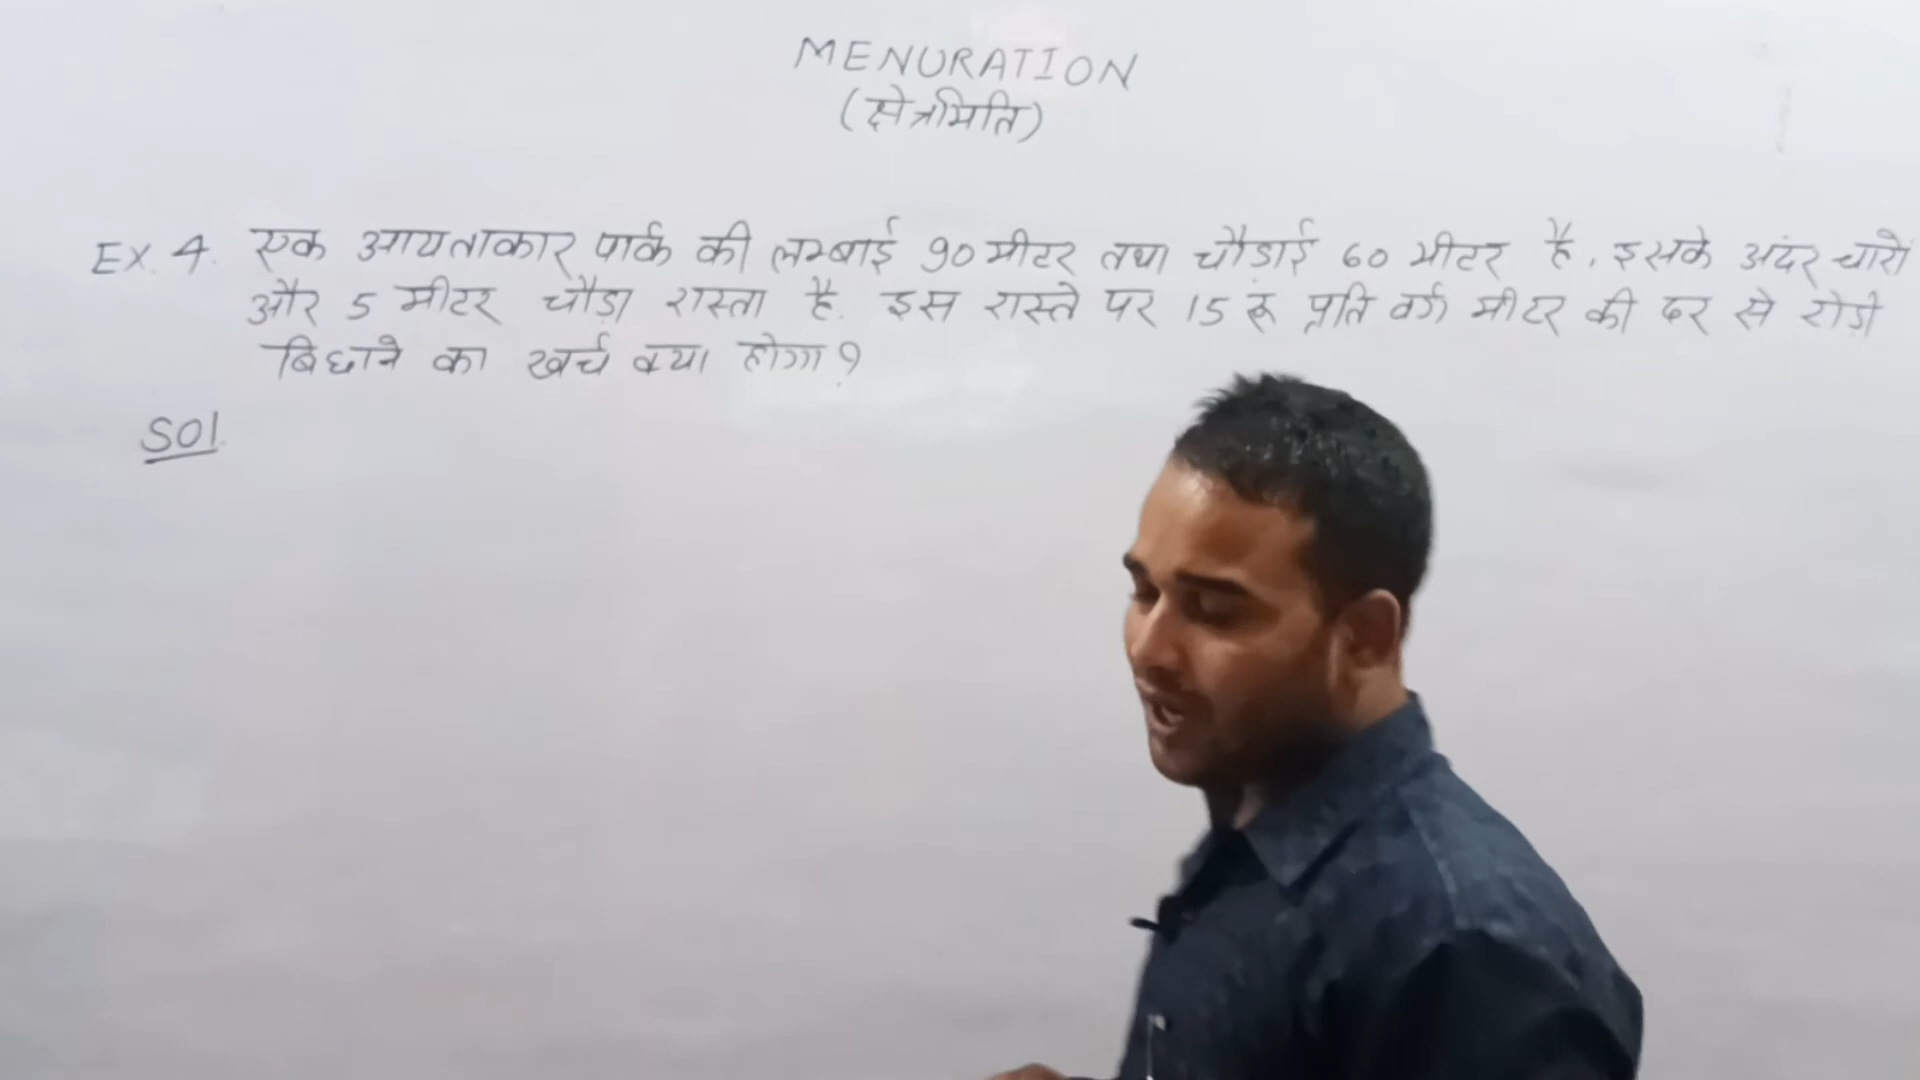 MENURATION
(क्षेत्रमिति)
EX. 4. एक आयताकार पार्क की लम्बाई 90 मीटर तथा चौड़ाई 60 मीटर है. इसके अदंर चारो
और 5 मीटर चौड़ा रास्ता है. इस रास्ते पर 15 रू प्रति वर्ग मीटर की दर से रोडी
बिछाने का खर्च क्या होगा?
SOl.